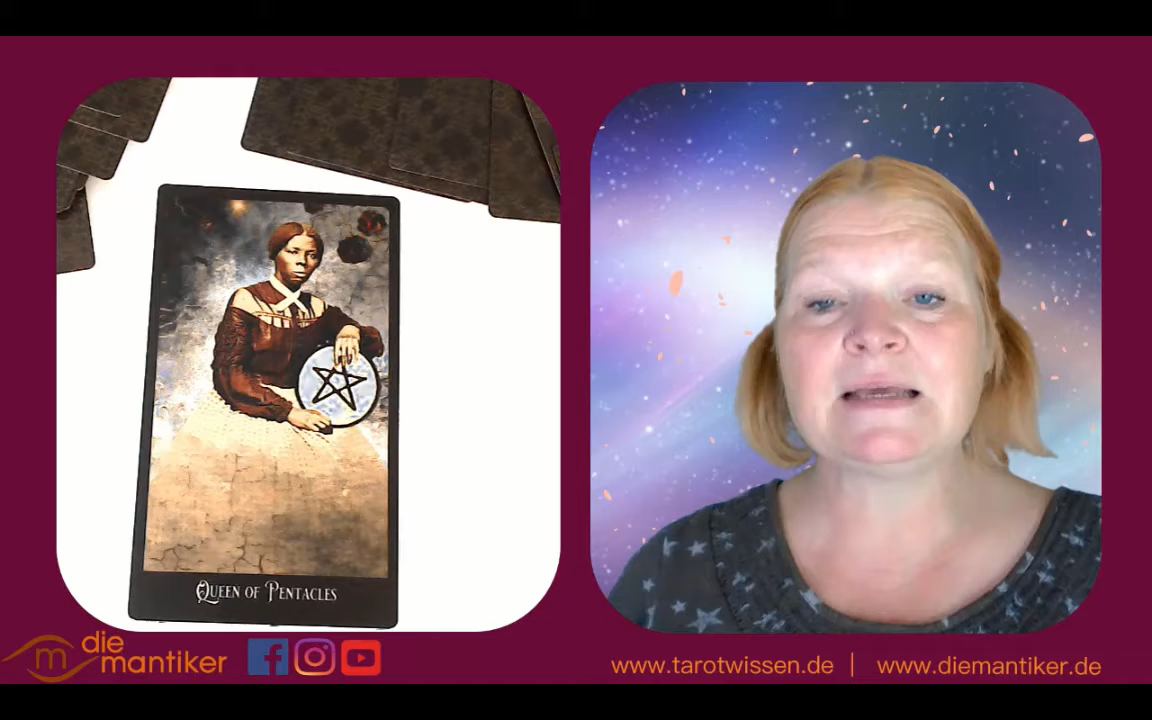 Queen of Pentacles
die
mantiker
m
f
www.tarotwissen.de | www.diemantiker.de